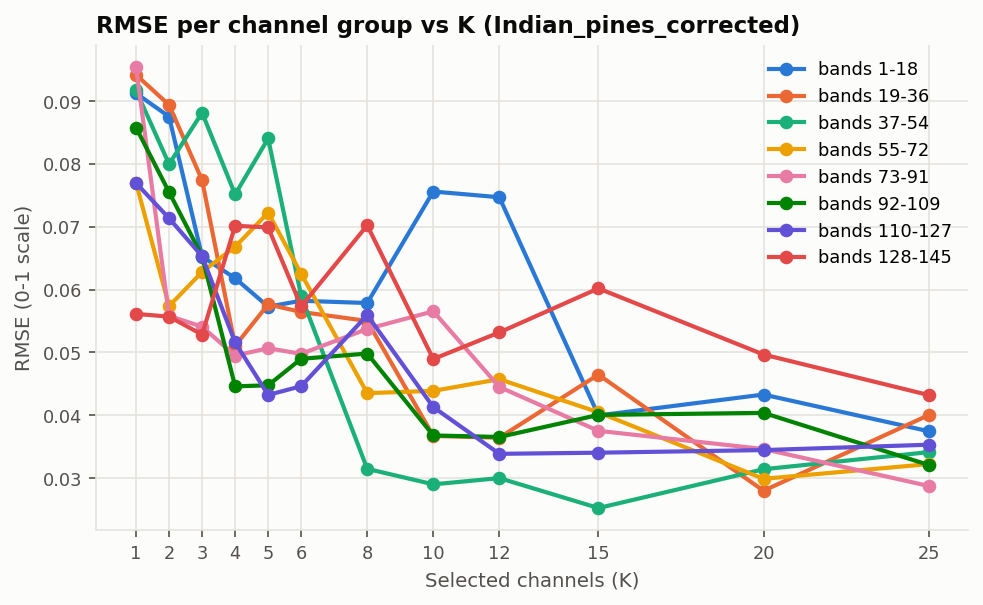 RMSE per channel group vs K (Indian_pines_corrected)
RMSE (0-1 scale)
0.09
0.08
0.07
0.06
0.05
0.04
0.03
bands 1-18
bands 19-36
bands 37-54
bands 55-72
bands 73-91
bands 92-109
bands 110-127
bands 128-145
1 2 3 4 5 6 8 10 12 15 20 25
Selected channels (K)